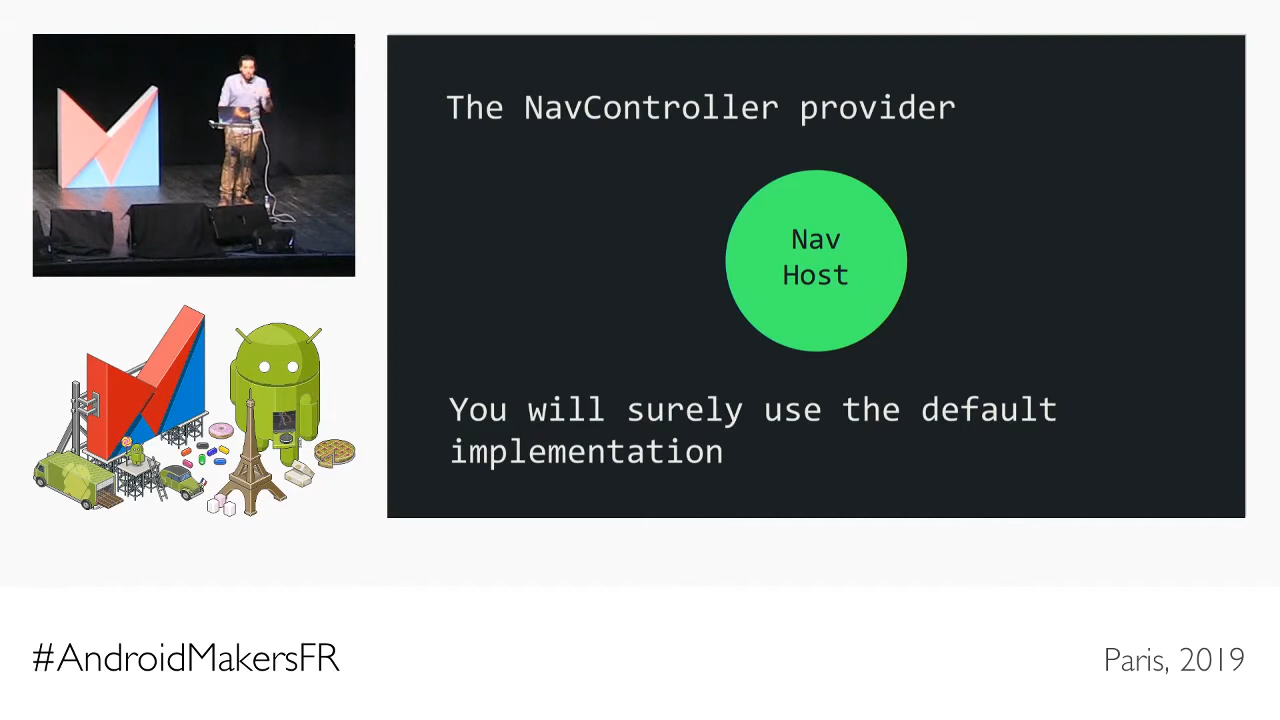 The NavController provider
Nav
Host
You will surely use the default
implementation
#AndroidMakersFR
Paris, 2019